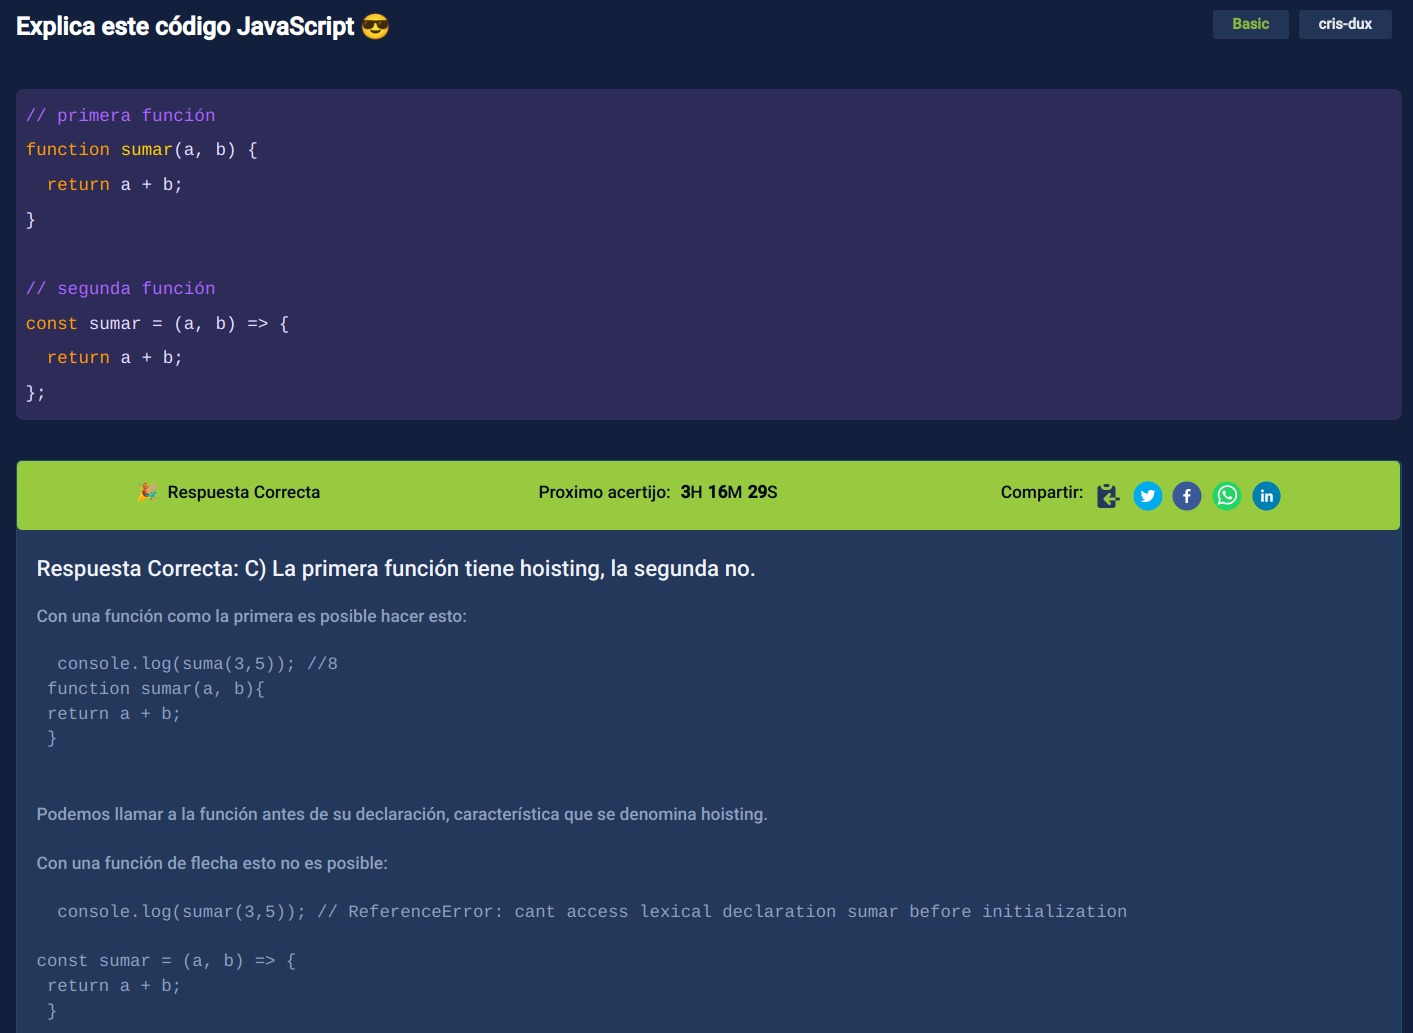 Explica este código JavaScript 😎
Basic
cris-dux
// primera función
function sumar(a, b) {
  return a + b;
}
// segunda función
const sumar = (a, b) => {
  return a + b;
};
🎉 Respuesta Correcta
Proximo acertijo: 3H 16M 29S
Compartir:
Respuesta Correcta: C) La primera función tiene hoisting, la segunda no.
Con una función como la primera es posible hacer esto:
  console.log(suma(3,5)); //8
 function sumar(a, b){
 return a + b;
 }
Podemos llamar a la función antes de su declaración, característica que se denomina hoisting.
Con una función de flecha esto no es posible:
  console.log(sumar(3,5)); // ReferenceError: cant access lexical declaration sumar before initialization
const sumar = (a, b) => {
 return a + b;
 }